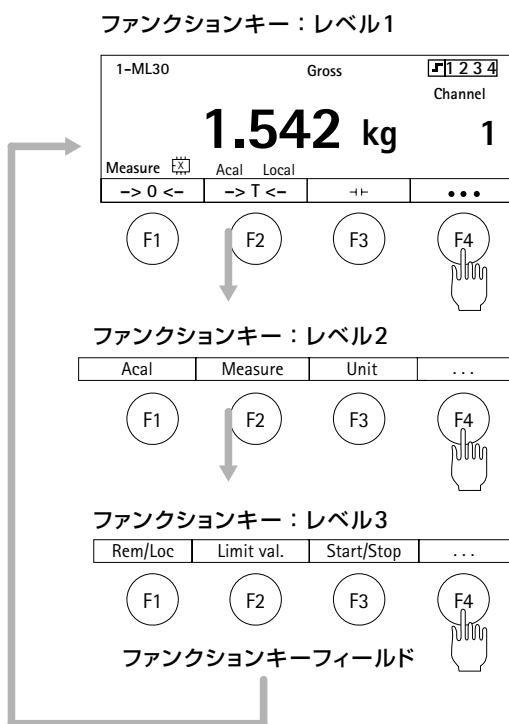 ファンクションキー：レベル1
1-ML30 Gross 1 2 3 4
Channel
1.542 kg 1
Measure X Acal Local
–> 0 <– –> T <– ⊣⊢ •••
F1 F2 F3 F4
ファンクションキー：レベル2
Acal Measure Unit ...
F1 F2 F3 F4
ファンクションキー：レベル3
Rem/Loc Limit val. Start/Stop ...
F1 F2 F3 F4
ファンクションキーフィールド